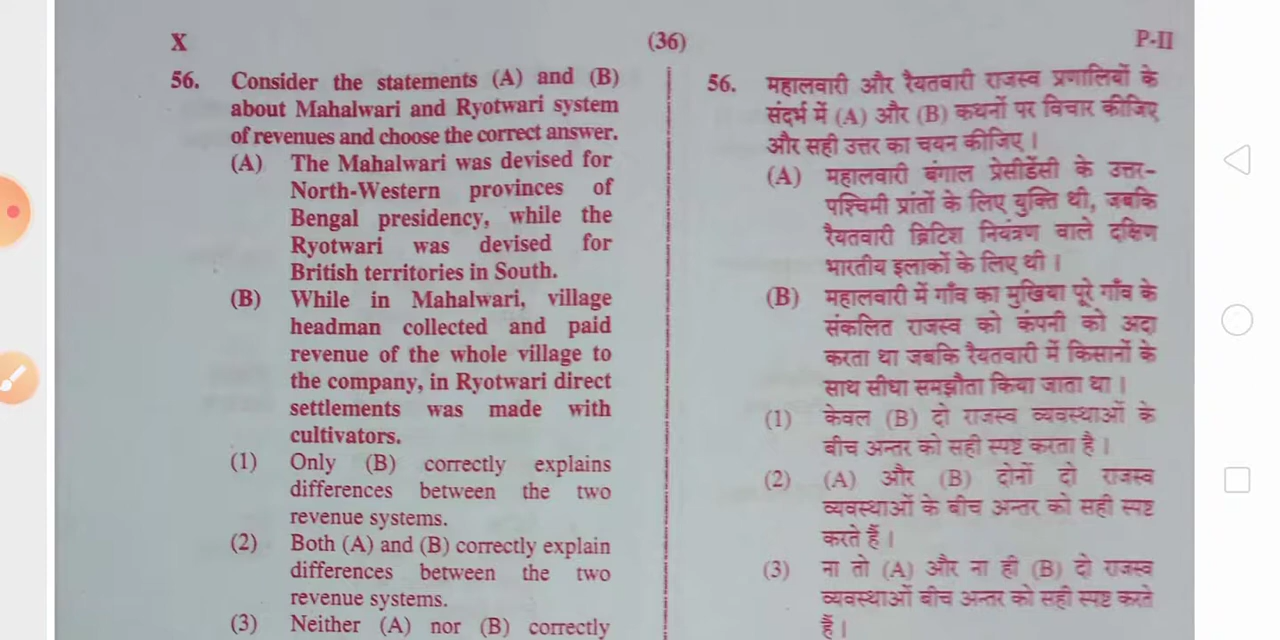 X
(36)
P-II
56. Consider the statements (A) and (B)
about Mahalwari and Ryotwari system
of revenues and choose the correct answer.
(A) The Mahalwari was devised for
North-Western provinces of
Bengal presidency, while the
Ryotwari was devised for
British territories in South.
(B) While in Mahalwari, village
headman collected and paid
revenue of the whole village to
the company, in Ryotwari direct
settlements was made with
cultivators.
(1) Only (B) correctly explains
differences between the two
revenue systems.
(2) Both (A) and (B) correctly explain
differences between the two
revenue systems.
(3) Neither (A) nor (B) correctly
56. महालवारी और रैयतवारी राजस्व प्रणालियों के
संदर्भ में (A) और (B) कथनों पर विचार कीजिए
और सही उत्तर का चयन कीजिए ।
(A) महालवारी बंगाल प्रेसीडेंसी के उत्तर-
पश्चिमी प्रांतों के लिए युक्ति थी, जबकि
रैयतवारी ब्रिटिश नियंत्रण वाले दक्षिण
भारतीय इलाकों के लिए थी ।
(B) महालवारी में गाँव का मुखिया पूरे गाँव के
संकलित राजस्व को कंपनी को अदा
करता था जबकि रैयतवारी में किसानों के
साथ सीधा समझौता किया जाता था ।
(1) केवल (B) दो राजस्व व्यवस्थाओं के
बीच अन्तर को सही स्पष्ट करता है ।
(2) (A) और (B) दोनों दो राजस्व
व्यवस्थाओं के बीच अन्तर को सही स्पष्ट
करते हैं ।
(3) ना तो (A) और ना ही (B) दो राजस्व
व्यवस्थाओं बीच अन्तर को सही स्पष्ट करते
हैं ।